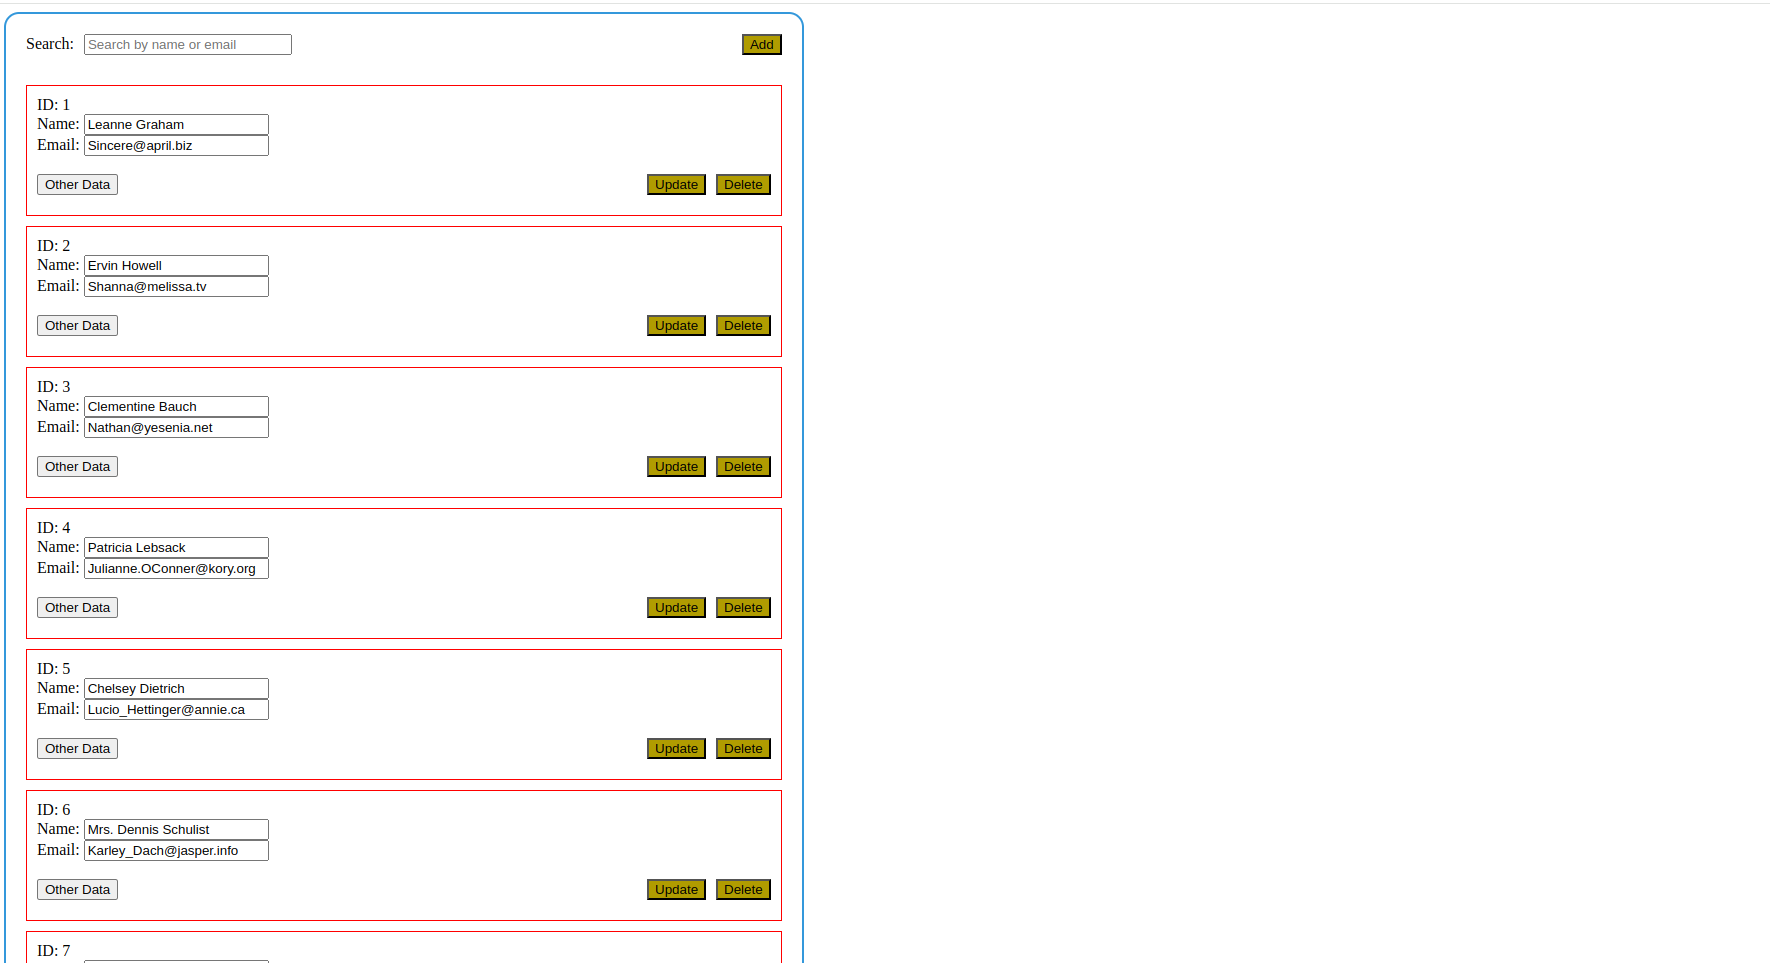 Search: Search by name or email Add
ID: 1
Name: Leanne Graham
Email: Sincere@april.biz
Other Data Update Delete
ID: 2
Name: Ervin Howell
Email: Shanna@melissa.tv
Other Data Update Delete
ID: 3
Name: Clementine Bauch
Email: Nathan@yesenia.net
Other Data Update Delete
ID: 4
Name: Patricia Lebsack
Email: Julianne.OConner@kory.org
Other Data Update Delete
ID: 5
Name: Chelsey Dietrich
Email: Lucio_Hettinger@annie.ca
Other Data Update Delete
ID: 6
Name: Mrs. Dennis Schulist
Email: Karley_Dach@jasper.info
Other Data Update Delete
ID: 7